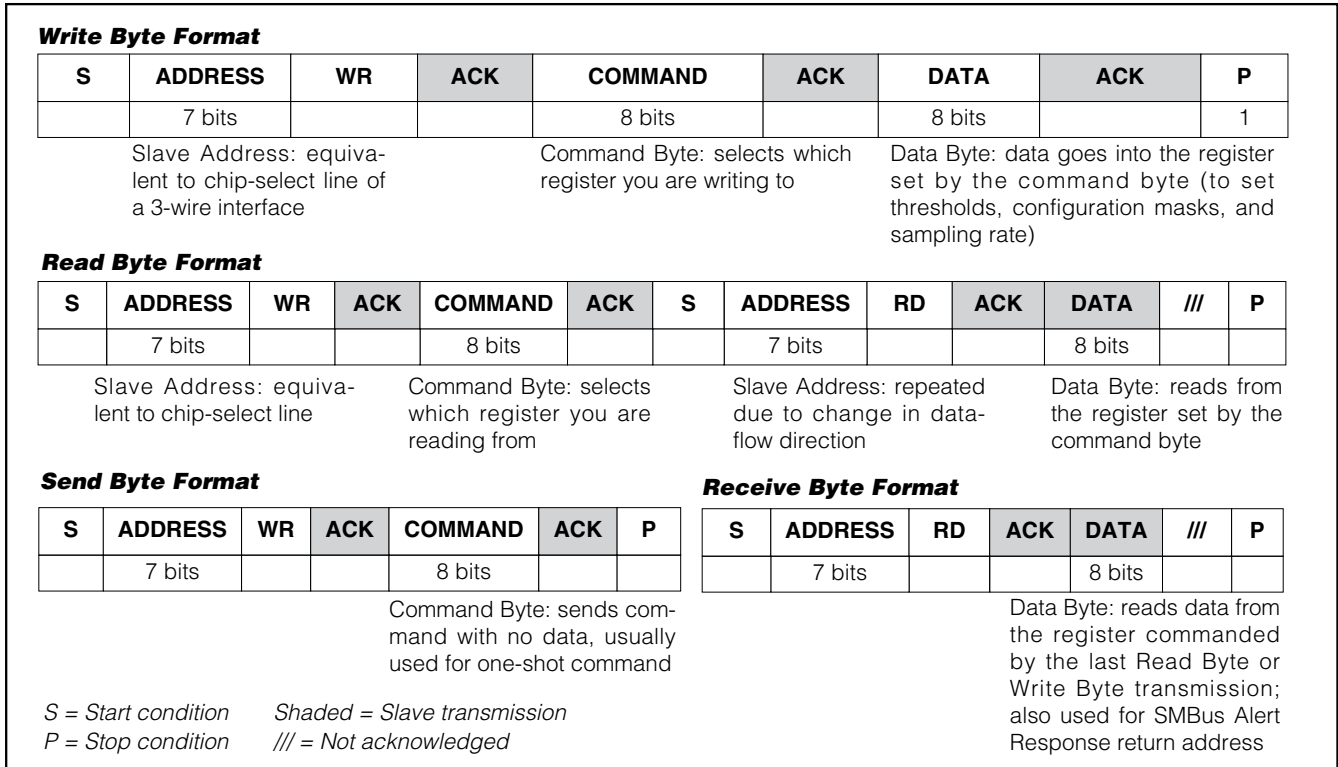 Write Byte Format
S ADDRESS WR ACK COMMAND ACK DATA ACK P
7 bits 8 bits 8 bits 1
Slave Address: equiva-
lent to chip-select line of
a 3-wire interface
Command Byte: selects which
register you are writing to
Data Byte: data goes into the register
set by the command byte (to set
thresholds, configuration masks, and
sampling rate)
Read Byte Format
S ADDRESS WR ACK COMMAND ACK S ADDRESS RD ACK DATA /// P
7 bits 8 bits 7 bits 8 bits
Slave Address: equiva-
lent to chip-select line
Command Byte: selects
which register you are
reading from
Slave Address: repeated
due to change in data-
flow direction
Data Byte: reads from
the register set by the
command byte
Send Byte Format
S ADDRESS WR ACK COMMAND ACK P
7 bits 8 bits
Command Byte: sends com-
mand with no data, usually
used for one-shot command
Receive Byte Format
S ADDRESS RD ACK DATA /// P
7 bits 8 bits
Data Byte: reads data from
the register commanded
by the last Read Byte or
Write Byte transmission;
also used for SMBus Alert
Response return address
S = Start condition Shaded = Slave transmission
P = Stop condition /// = Not acknowledged